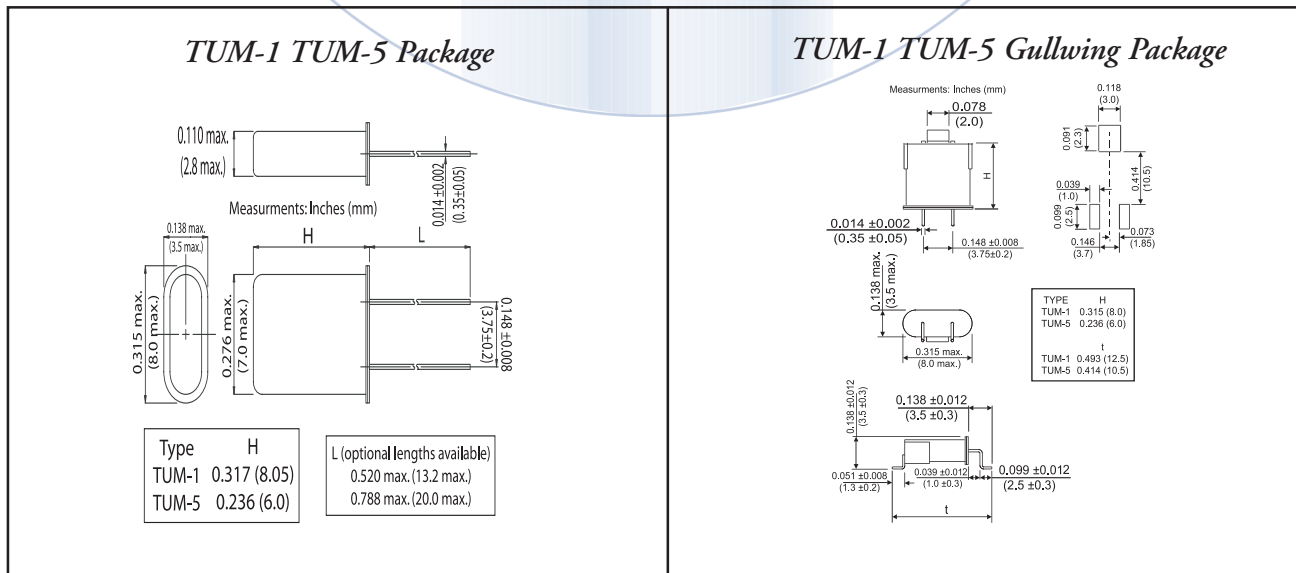 TUM-1 TUM-5 Package
0.110 max.
(2.8 max.)
0.014 ±0.002
(0.35±0.05)
Measurments: Inches (mm)
0.138 max.
(3.5 max.)
H
L
0.315 max.
(8.0 max.)
0.276 max.
(7.0 max.)
0.148 ±0.008
(3.75±0.2)
Type H
TUM-1 0.317 (8.05)
TUM-5 0.236 (6.0)
L (optional lengths available)
0.520 max. (13.2 max.)
0.788 max. (20.0 max.)
TUM-1 TUM-5 Gullwing Package
Measurments: Inches (mm)
0.078
(2.0)
H
0.014 ±0.002
(0.35 ±0.05)
0.148 ±0.008
(3.75±0.2)
0.118
(3.0)
0.091
(2.3)
0.414
(10.5)
0.039
(1.0)
0.099
(2.5)
0.146
(3.7)
0.073
(1.85)
0.138 max.
(3.5 max.)
0.315 max.
(8.0 max.)
TYPE H
TUM-1 0.315 (8.0)
TUM-5 0.236 (6.0)
t
TUM-1 0.493 (12.5)
TUM-5 0.414 (10.5)
0.138 ±0.012
(3.5 ±0.3)
0.138 ±0.012
(3.5 ±0.3)
0.051 ±0.008
(1.3 ±0.2)
0.039 ±0.012
(1.0 ±0.3)
0.099 ±0.012
(2.5 ±0.3)
t